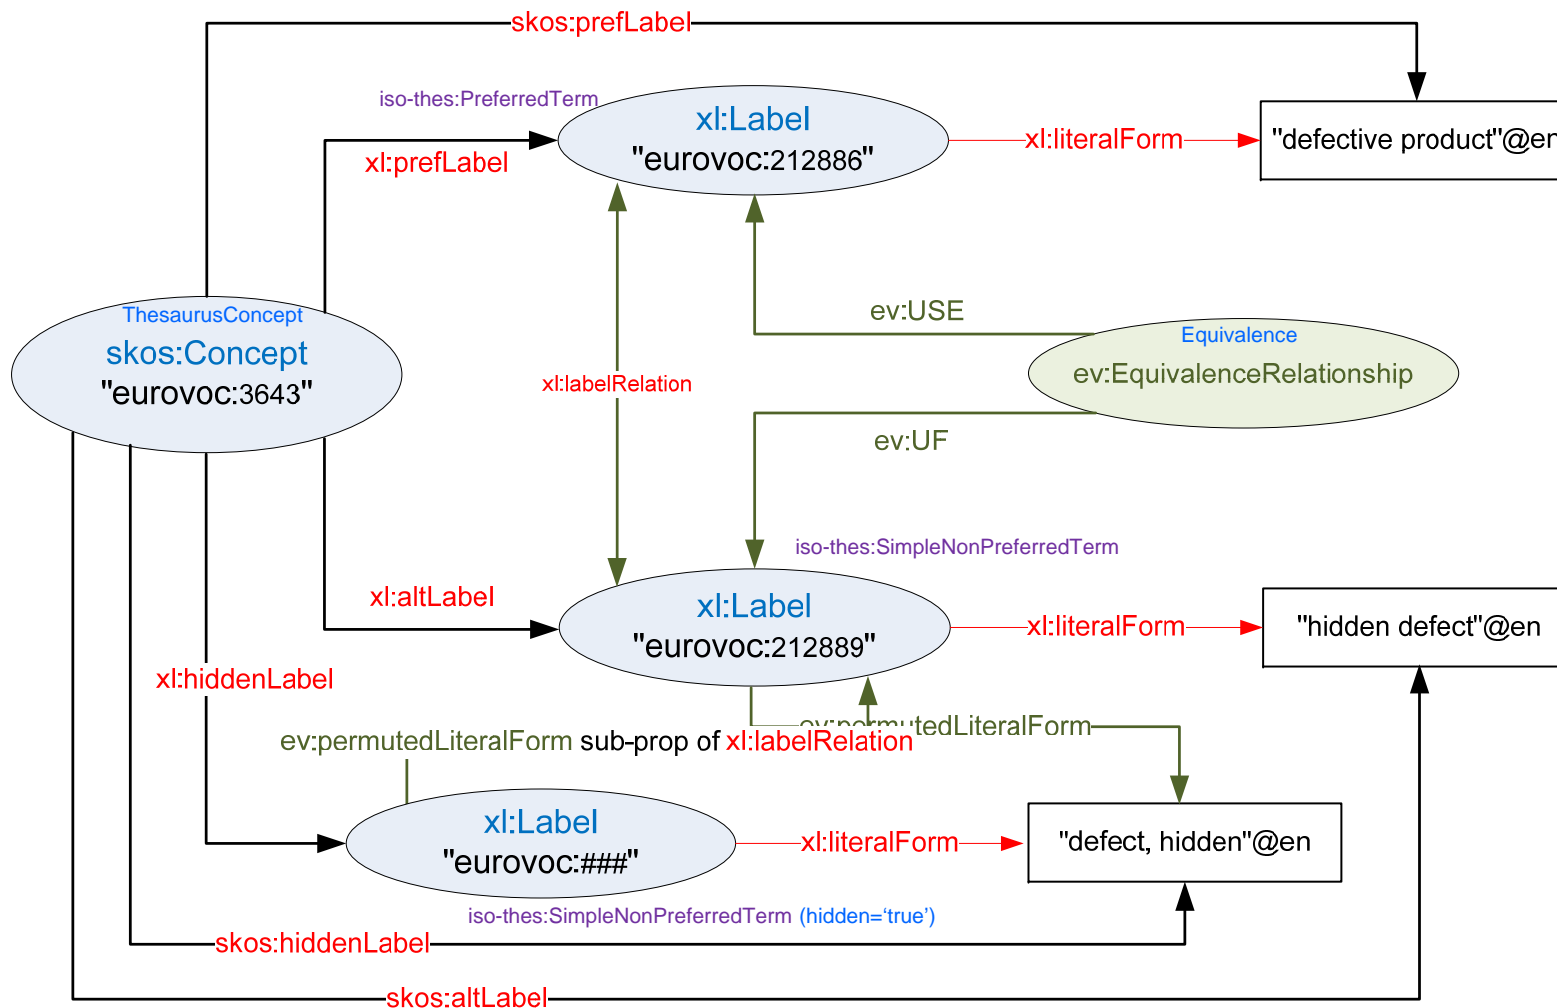 skos:prefLabel
iso-thes:PreferredTerm
xl:Label
"eurovoc:212886"
xl:prefLabel
xl:literalForm
"defective product"@en
ThesaurusConcept
skos:Concept
"eurovoc:3643"
ev:USE
Equivalence
ev:EquivalenceRelationship
xl:labelRelation
ev:UF
iso-thes:SimpleNonPreferredTerm
xl:altLabel
xl:Label
"eurovoc:212889"
xl:literalForm
"hidden defect"@en
xl:hiddenLabel
ev:permutedLiteralForm
ev:permutedLiteralForm sub-prop of xl:labelRelation
xl:Label
"eurovoc:###"
xl:literalForm
"defect, hidden"@en
iso-thes:SimpleNonPreferredTerm (hidden=‘true’)
skos:hiddenLabel
skos:altLabel